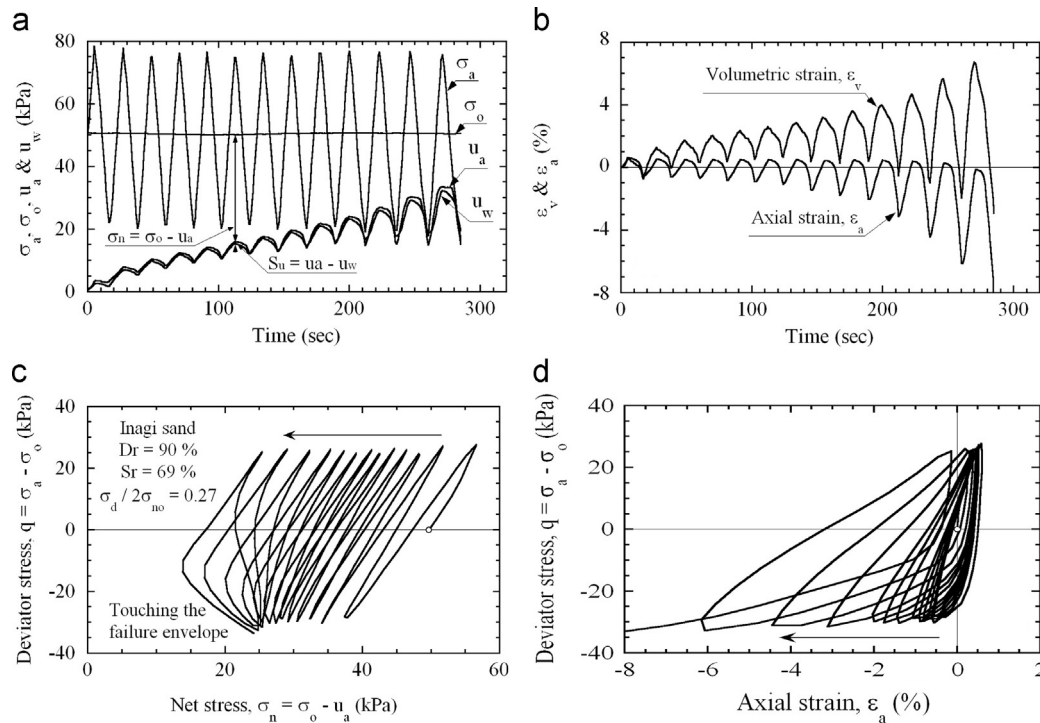 a
σa, σo, ua & uw (kPa)
80
60
40
20
0
0
100
200
300
Time (sec)
σa
σo
ua
uw
σn = σo - ua
Su = ua - uw
b
εv & εa (%)
8
4
0
-4
-8
0
100
200
300
Time (sec)
Volumetric strain, εv
Axial strain, εa
c
Deviator stress, q = σa - σo (kPa)
40
20
0
-20
-40
0
20
40
60
Net stress, σn = σo - ua (kPa)
Inagi sand
Dr = 90 %
Sr = 69 %
σd / 2σno = 0.27
Touching the
failure envelope
d
Deviator stress, q = σa - σo (kPa)
40
20
0
-20
-40
-8
-6
-4
-2
0
2
Axial strain, εa (%)